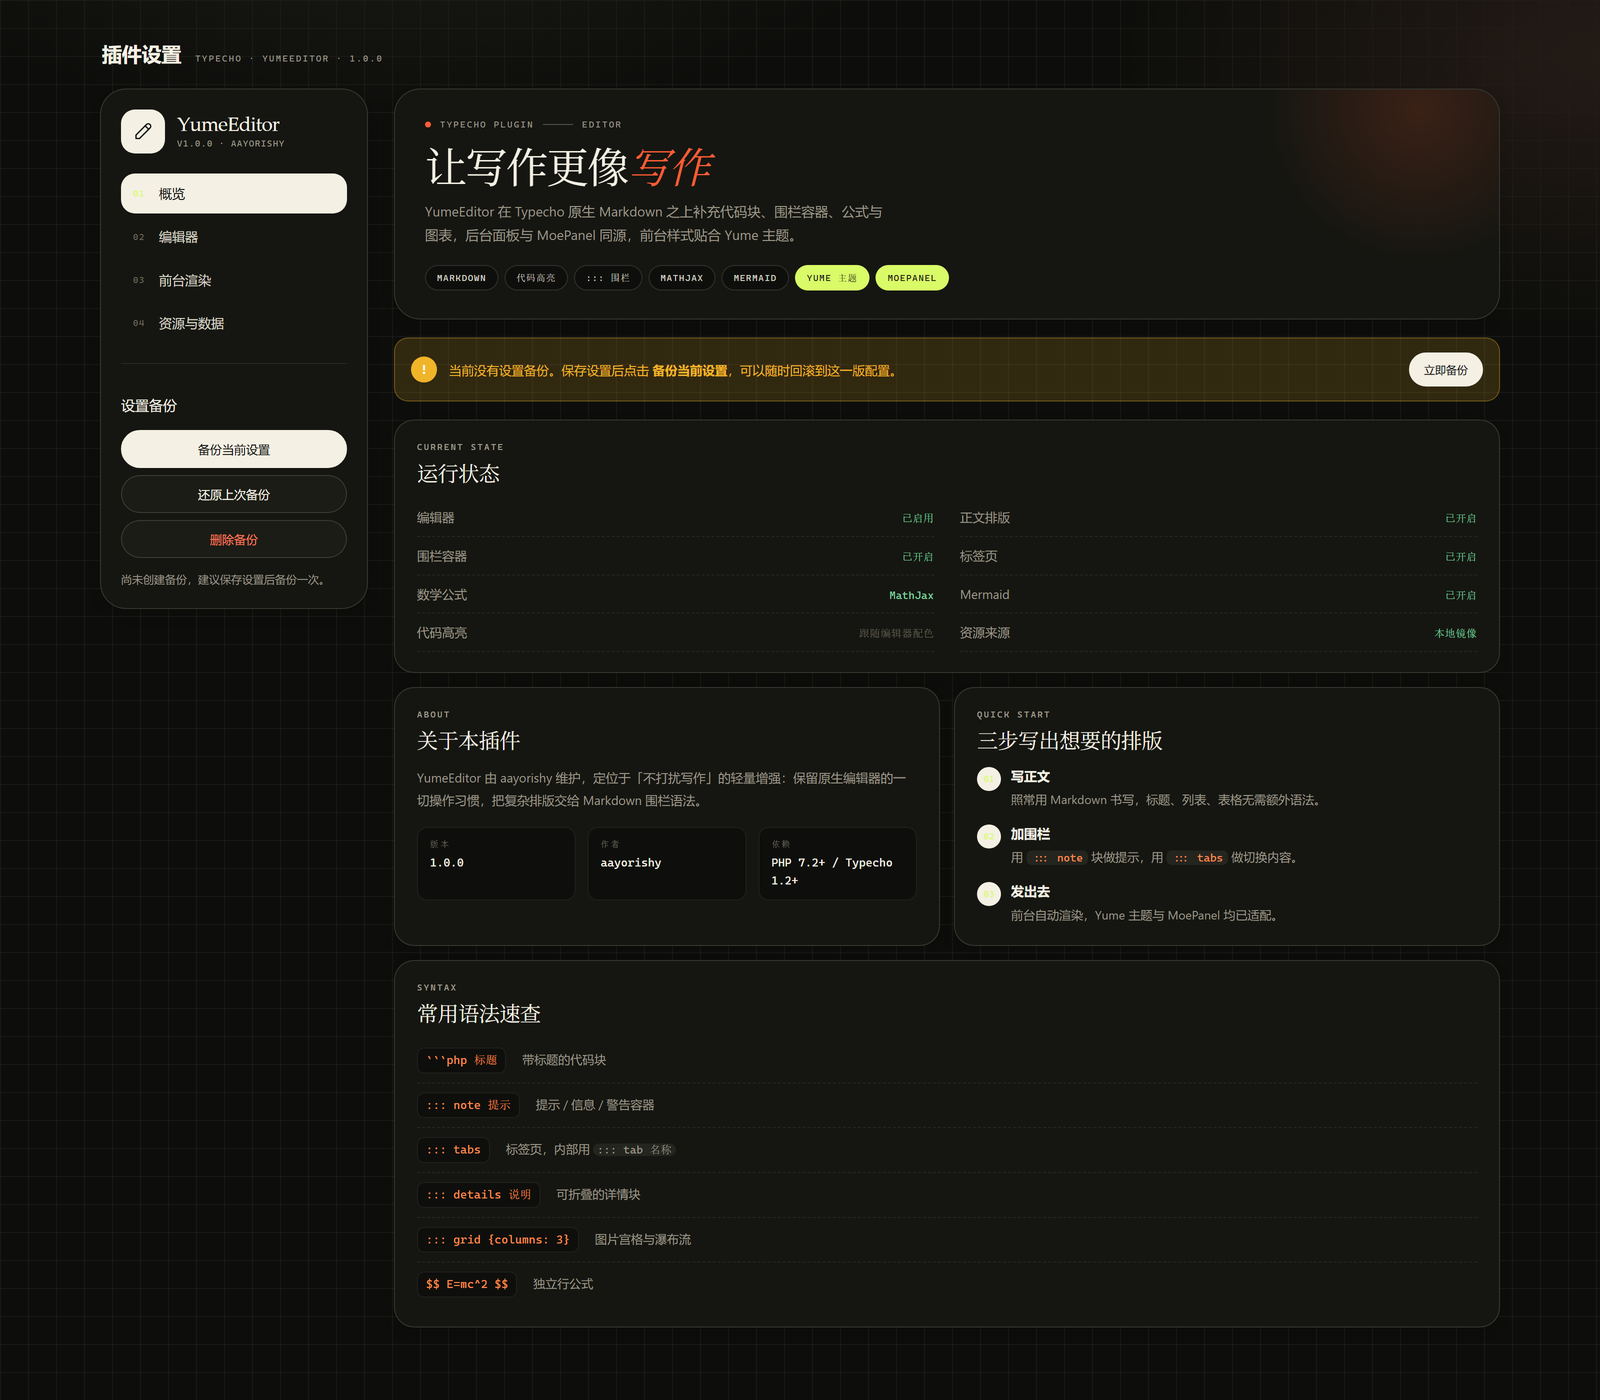 插件设置
TYPECHO · YUMEEDITOR · 1.0.0
YumeEditor
V1.0.0 · AAYORISHY
01 概览
02 编辑器
03 前台渲染
04 资源与数据
设置备份
备份当前设置
还原上次备份
删除备份
尚未创建备份，建议保存设置后备份一次。
TYPECHO PLUGIN —— EDITOR
让写作更像写作
YumeEditor 在 Typecho 原生 Markdown 之上补充代码块、围栏容器、公式与
图表，后台面板与 MoePanel 同源，前台样式贴合 Yume 主题。
MARKDOWN 代码高亮 ::: 围栏 MATHJAX MERMAID YUME 主题 MOEPANEL
! 当前没有设置备份。保存设置后点击 备份当前设置，可以随时回滚到这一版配置。 立即备份
CURRENT STATE
运行状态
编辑器 已启用 正文排版 已开启
围栏容器 已开启 标签页 已开启
数学公式 MathJax Mermaid 已开启
代码高亮 跟随编辑器配色 资源来源 本地镜像
ABOUT
关于本插件
YumeEditor 由 aayorishy 维护，定位于「不打扰写作」的轻量增强：保留原生编辑器的一
切操作习惯，把复杂排版交给 Markdown 围栏语法。
版本
1.0.0
作者
aayorishy
依赖
PHP 7.2+ / Typecho
1.2+
QUICK START
三步写出想要的排版
01 写正文
照常用 Markdown 书写，标题、列表、表格无需额外语法。
02 加围栏
用 ::: note 块做提示，用 ::: tabs 做切换内容。
03 发出去
前台自动渲染，Yume 主题与 MoePanel 均已适配。
SYNTAX
常用语法速查
```php 标题 带标题的代码块
::: note 提示 提示 / 信息 / 警告容器
::: tabs 标签页，内部用 ::: tab 名称
::: details 说明 可折叠的详情块
::: grid {columns: 3} 图片宫格与瀑布流
$$ E=mc^2 $$ 独立行公式